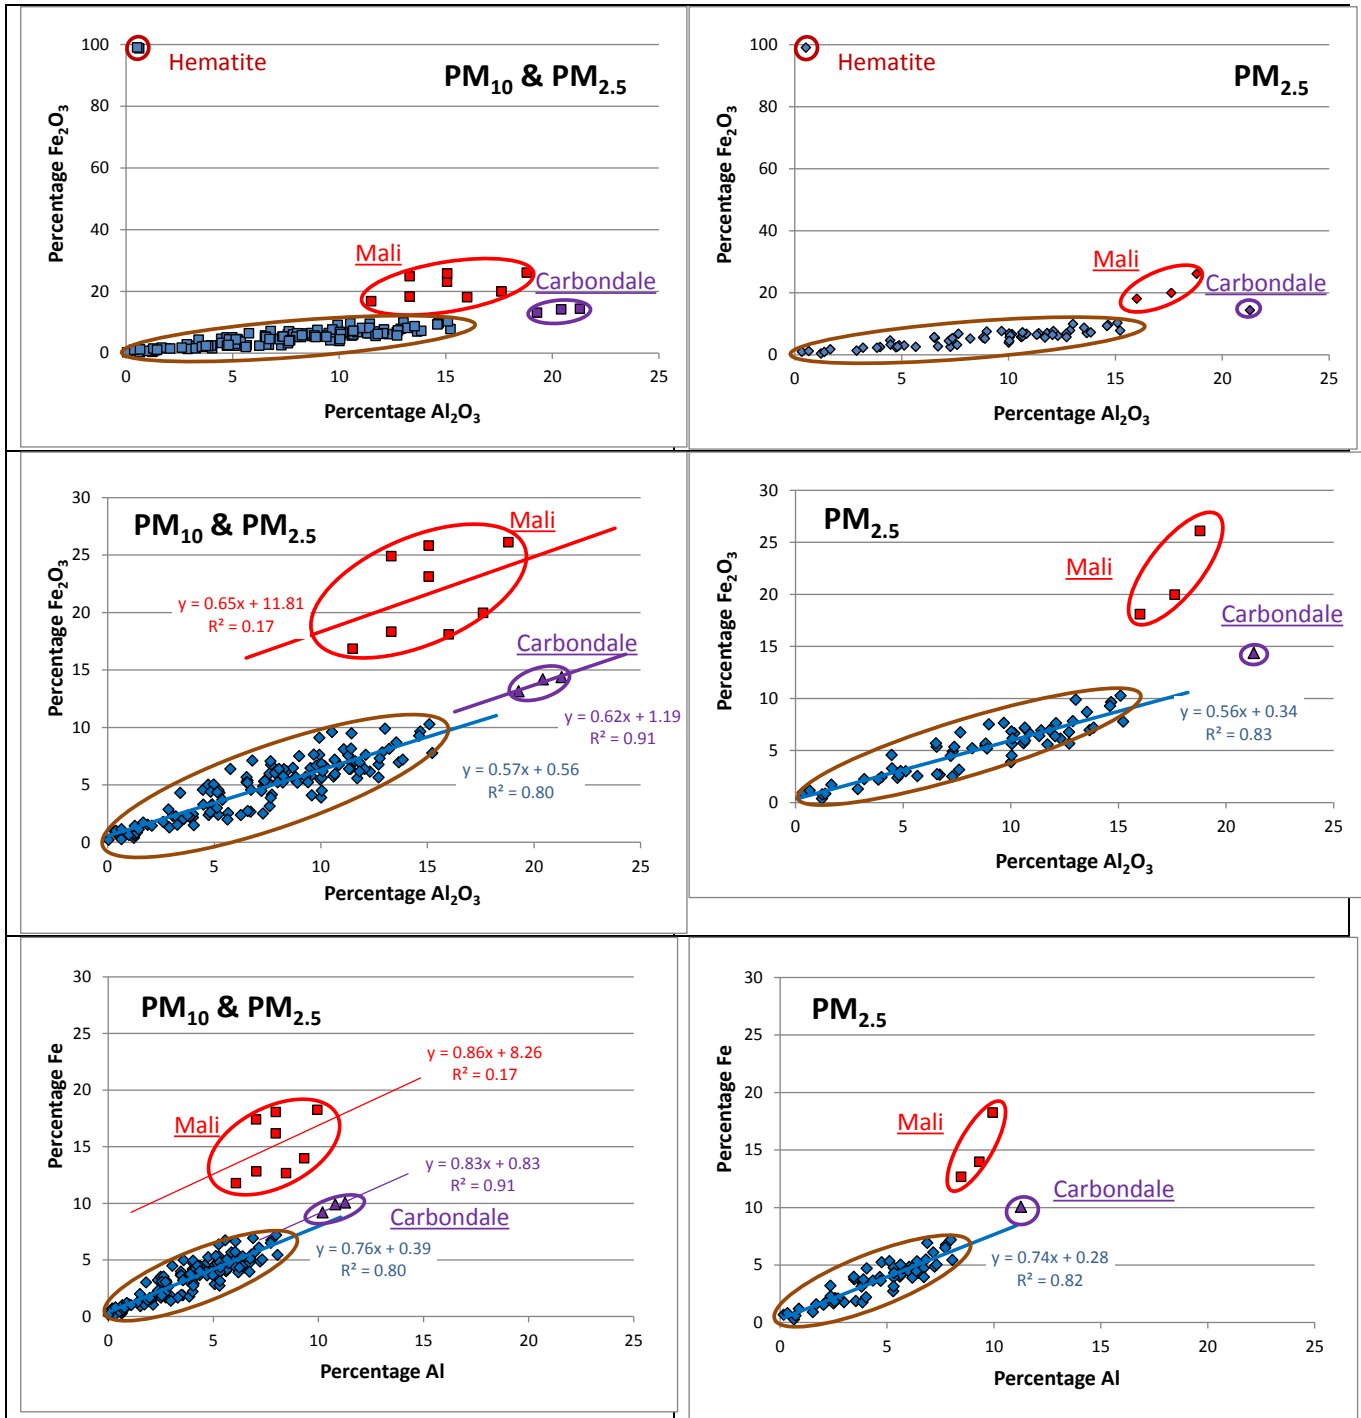 PM10 & PM2.5
Percentage Fe2O3
100
80
60
40
20
0
Hematite
Mali
Carbondale
0 5 10 15 20 25
Percentage Al2O3
PM2.5
Percentage Fe2O3
100
80
60
40
20
0
Hematite
Mali
Carbondale
0 5 10 15 20 25
Percentage Al2O3
PM10 & PM2.5
Percentage Fe2O3
30
25
20
15
10
5
0
Mali
y = 0.65x + 11.81
R² = 0.17
Carbondale
y = 0.62x + 1.19
R² = 0.91
y = 0.57x + 0.56
R² = 0.80
0 5 10 15 20 25
Percentage Al2O3
PM2.5
Percentage Fe2O3
30
25
20
15
10
5
0
Mali
Carbondale
y = 0.56x + 0.34
R² = 0.83
0 5 10 15 20 25
Percentage Al2O3
PM10 & PM2.5
Percentage Fe
30
25
20
15
10
5
0
y = 0.86x + 8.26
R² = 0.17
Mali
y = 0.83x + 0.83
R² = 0.91
Carbondale
y = 0.76x + 0.39
R² = 0.80
0 5 10 15 20 25
Percentage Al
PM2.5
Percentage Fe
30
25
20
15
10
5
0
Mali
Carbondale
y = 0.74x + 0.28
R² = 0.82
0 5 10 15 20 25
Percentage Al